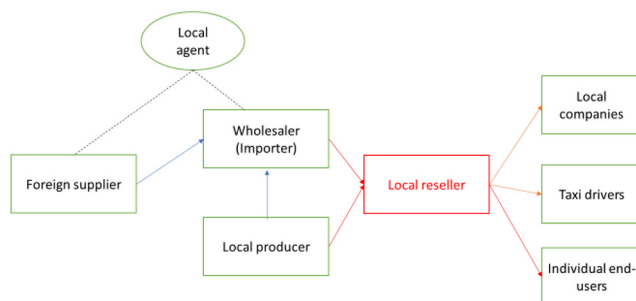 Local
agent
Local
companies
Wholesaler
(Importer)
Foreign supplier
Local reseller
Taxi drivers
Local producer
Individual end-
users